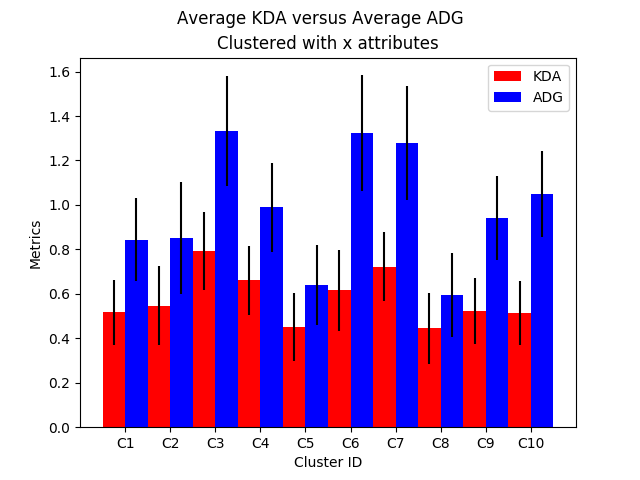 Average KDA versus Average ADG
Clustered with x attributes
KDA
ADG
Metrics
1.6
1.4
1.2
1.0
0.8
0.6
0.4
0.2
0.0
C1 C2 C3 C4 C5 C6 C7 C8 C9 C10
Cluster ID